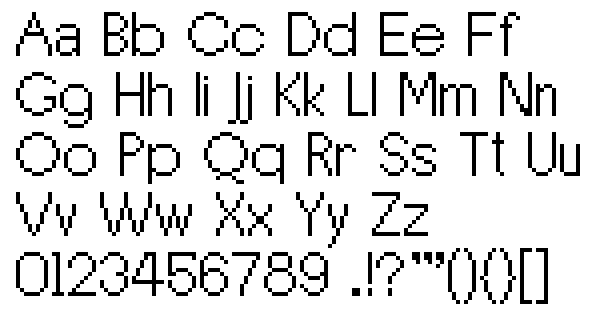 Aa Bb Cc Dd Ee Ff
Gg Hh Ii Jj Kk Ll Mm Nn
Oo Pp Qq Rr Ss Tt Uu
Vv Ww Xx Yy Zz
0123456789 .!?"'(){}[]